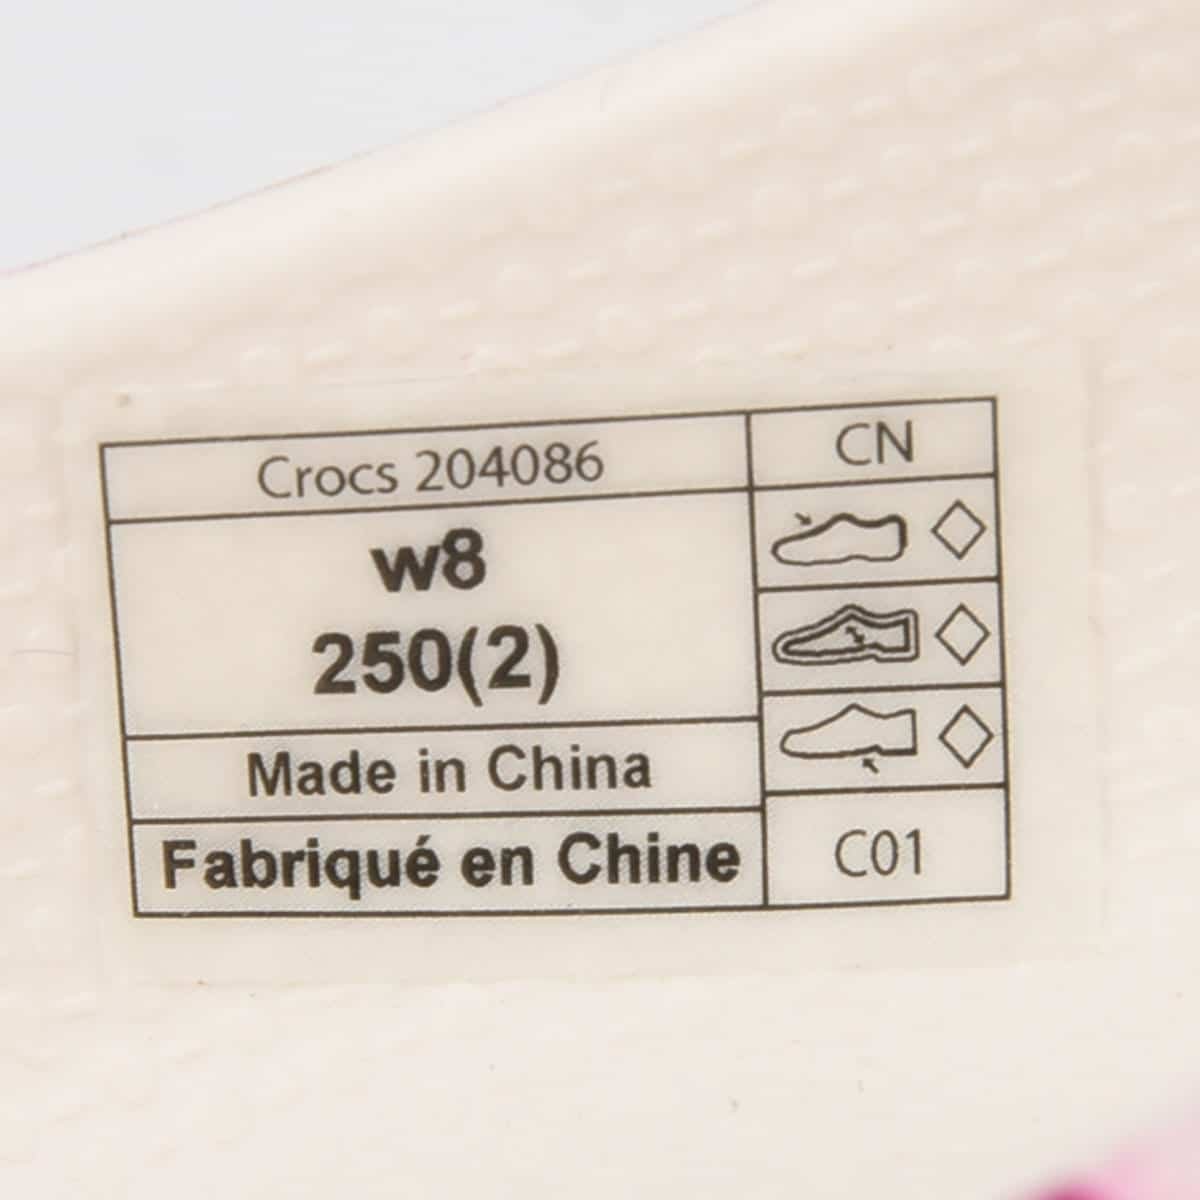 Crocs 204086
CN
w8
250(2)
Made in China
Fabriqué en Chine
C01